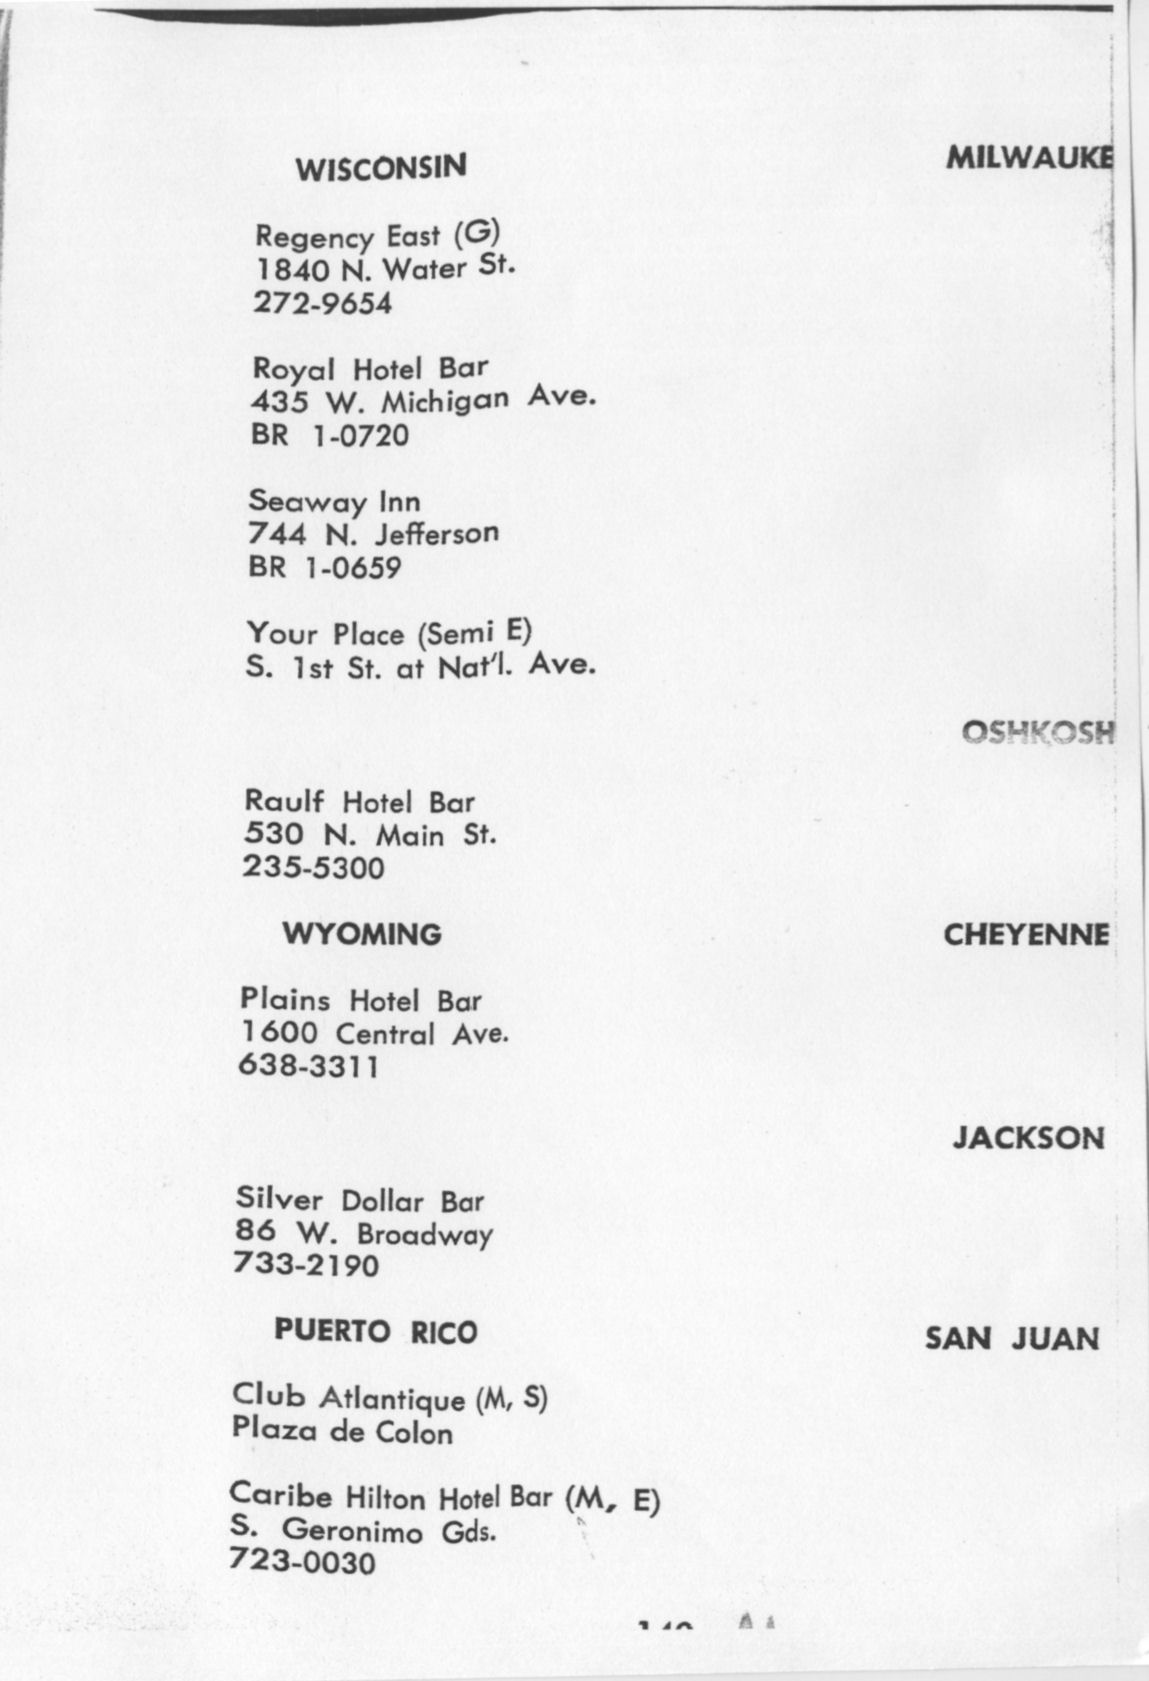 WISCONSIN MILWAUKE
Regency East (G)
1840 N. Water St.
272-9654
Royal Hotel Bar
435 W. Michigan Ave.
BR 1-0720
Seaway Inn
744 N. Jefferson
BR 1-0659
Your Place (Semi E)
S. 1st St. at Nat'l. Ave.
OSHKOSH
Raulf Hotel Bar
530 N. Main St.
235-5300
WYOMING CHEYENNE
Plains Hotel Bar
1600 Central Ave.
638-3311
JACKSON
Silver Dollar Bar
86 W. Broadway
733-2190
PUERTO RICO SAN JUAN
Club Atlantique (M, S)
Plaza de Colon
Caribe Hilton Hotel Bar (M, E)
S. Geronimo Gds.
723-0030